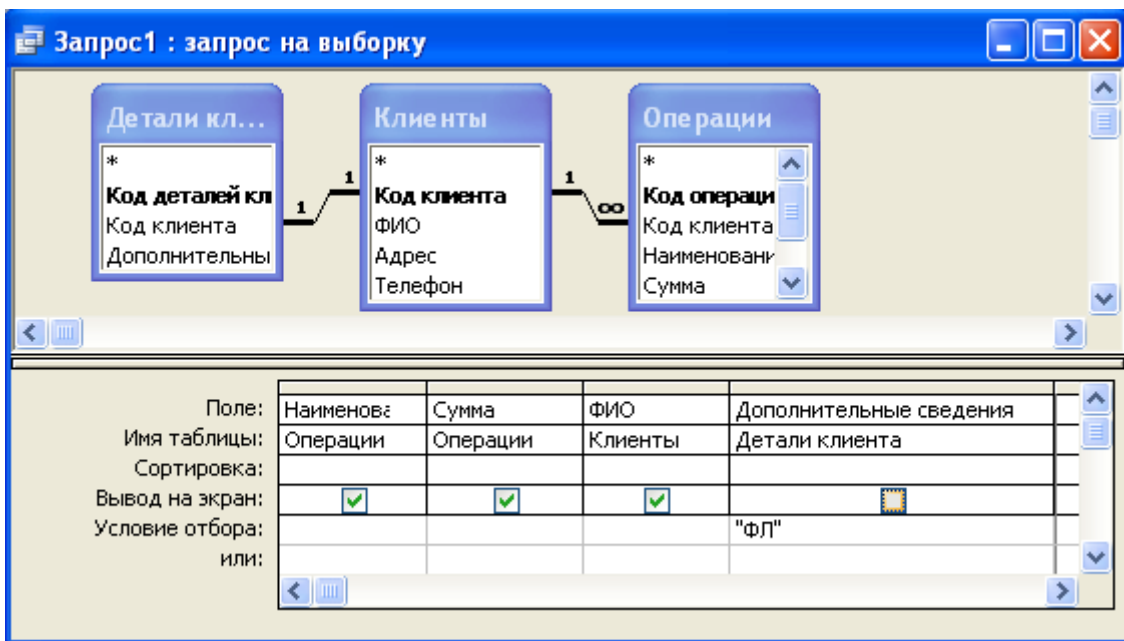 Запрос1 : запрос на выборку
Детали кл... Клиенты Операции
* * *
Код деталей кл Код клиента Код операци
Код клиента ФИО Код клиента
Дополнительны Адрес Наименовани
Телефон Сумма
1 1 1 ∞
Поле: Наименова Сумма ФИО Дополнительные сведения
Имя таблицы: Операции Операции Клиенты Детали клиента
Сортировка:
Вывод на экран:
Условие отбора: "ФЛ"
или: